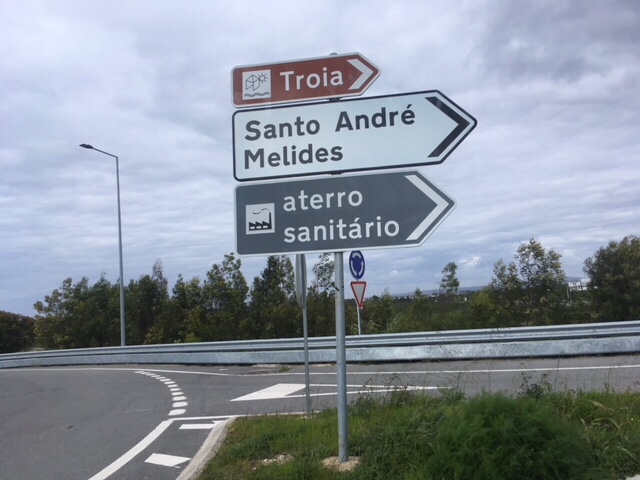 Troia
Santo André
Melides
aterro
sanitário